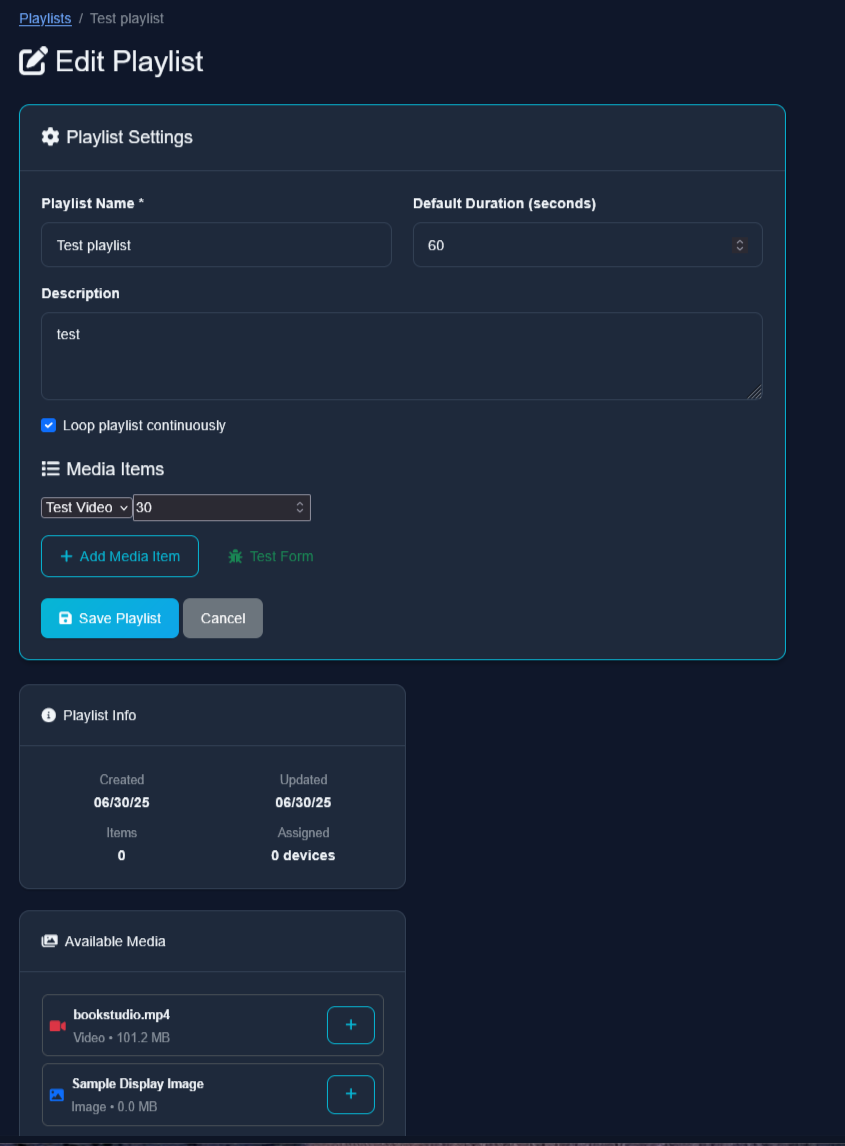 Playlists / Test playlist
Edit Playlist
Playlist Settings
Playlist Name *
Default Duration (seconds)
Test playlist
60
Description
test
Loop playlist continuously
Media Items
Test Video 30
+ Add Media Item
Test Form
Save Playlist
Cancel
Playlist Info
Created
Updated
06/30/25
06/30/25
Items
Assigned
0
0 devices
Available Media
bookstudio.mp4
Video • 101.2 MB
+
Sample Display Image
Image • 0.0 MB
+